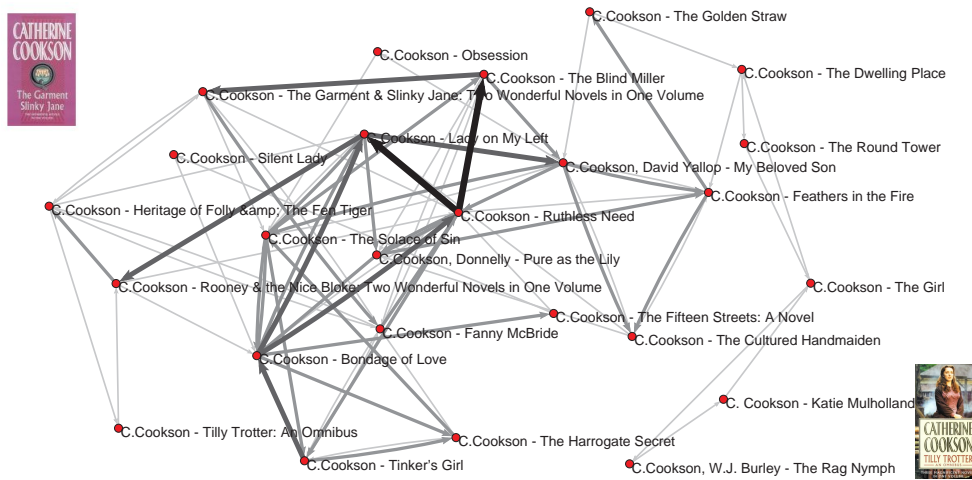 CATHERINE
COOKSON
The Garment
Slinky Jane
C.Cookson - The Golden Straw
C.Cookson - Obsession
C.Cookson - The Blind Miller
C.Cookson - The Dwelling Place
C.Cookson - The Garment & Slinky Jane: Two Wonderful Novels in One Volume
C.Cookson - Lady on My Left
C.Cookson - The Round Tower
C.Cookson - Silent Lady
C.Cookson, David Yallop - My Beloved Son
C.Cookson - Feathers in the Fire
C.Cookson - Heritage of Folly &amp; The Fen Tiger
C.Cookson - Ruthless Need
C.Cookson - The Solace of Sin
C.Cookson, Donnelly - Pure as the Lily
C.Cookson - Rooney & the Nice Bloke: Two Wonderful Novels in One Volume
C.Cookson - The Girl
C.Cookson - The Fifteen Streets: A Novel
C.Cookson - Fanny McBride
C.Cookson - The Cultured Handmaiden
C.Cookson - Bondage of Love
C. Cookson - Katie Mulholland
C.Cookson - Tilly Trotter: An Omnibus
C.Cookson - The Harrogate Secret
C.Cookson - Tinker's Girl
C.Cookson, W.J. Burley - The Rag Nymph
CATHERINE
COOKSON
TILLY TROTTER